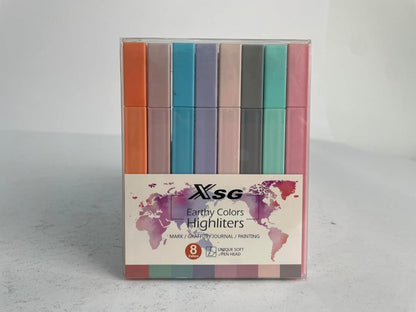 XSG
Earthy Colors
Highliters
MARK / GRAFFITI / JOURNAL / PAINTING
8
UNIQUE SOFT
PEN HEAD